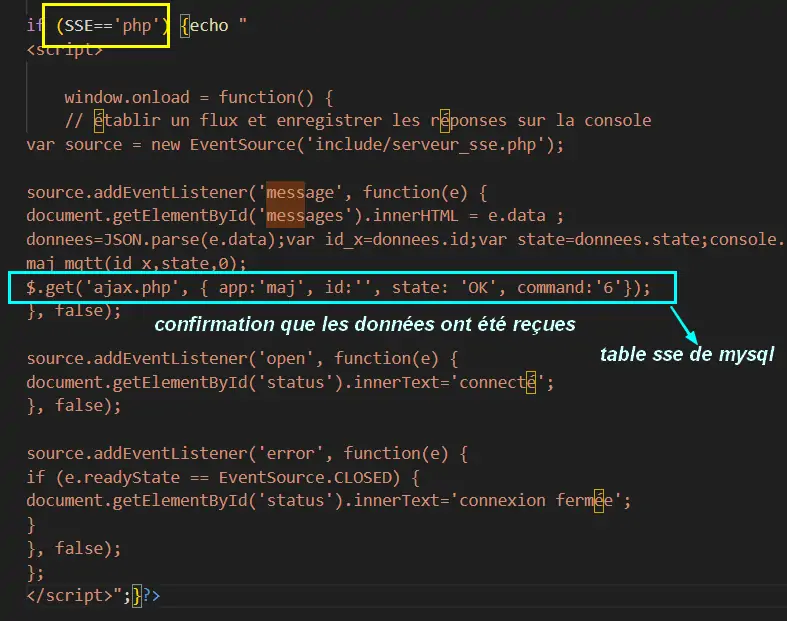 if (SSE=='php') {echo "
<script>
window.onload = function() {
// établir un flux et enregistrer les réponses sur la console
var source = new EventSource('include/serveur_sse.php');
source.addEventListener('message', function(e) {
document.getElementById('messages').innerHTML = e.data ;
donnees=JSON.parse(e.data);var id_x=donnees.id;var state=donnees.state;console.
maj_mqtt(id_x,state,0);
$.get('ajax.php', { app:'maj', id:'', state: 'OK', command:'6'});
}, false);
confirmation que les données ont été reçues
table sse de mysql
source.addEventListener('open', function(e) {
document.getElementById('status').innerText='connecté';
}, false);
source.addEventListener('error', function(e) {
if (e.readyState == EventSource.CLOSED) {
document.getElementById('status').innerText='connexion fermée';
}
}, false);
};
</script>";}?>